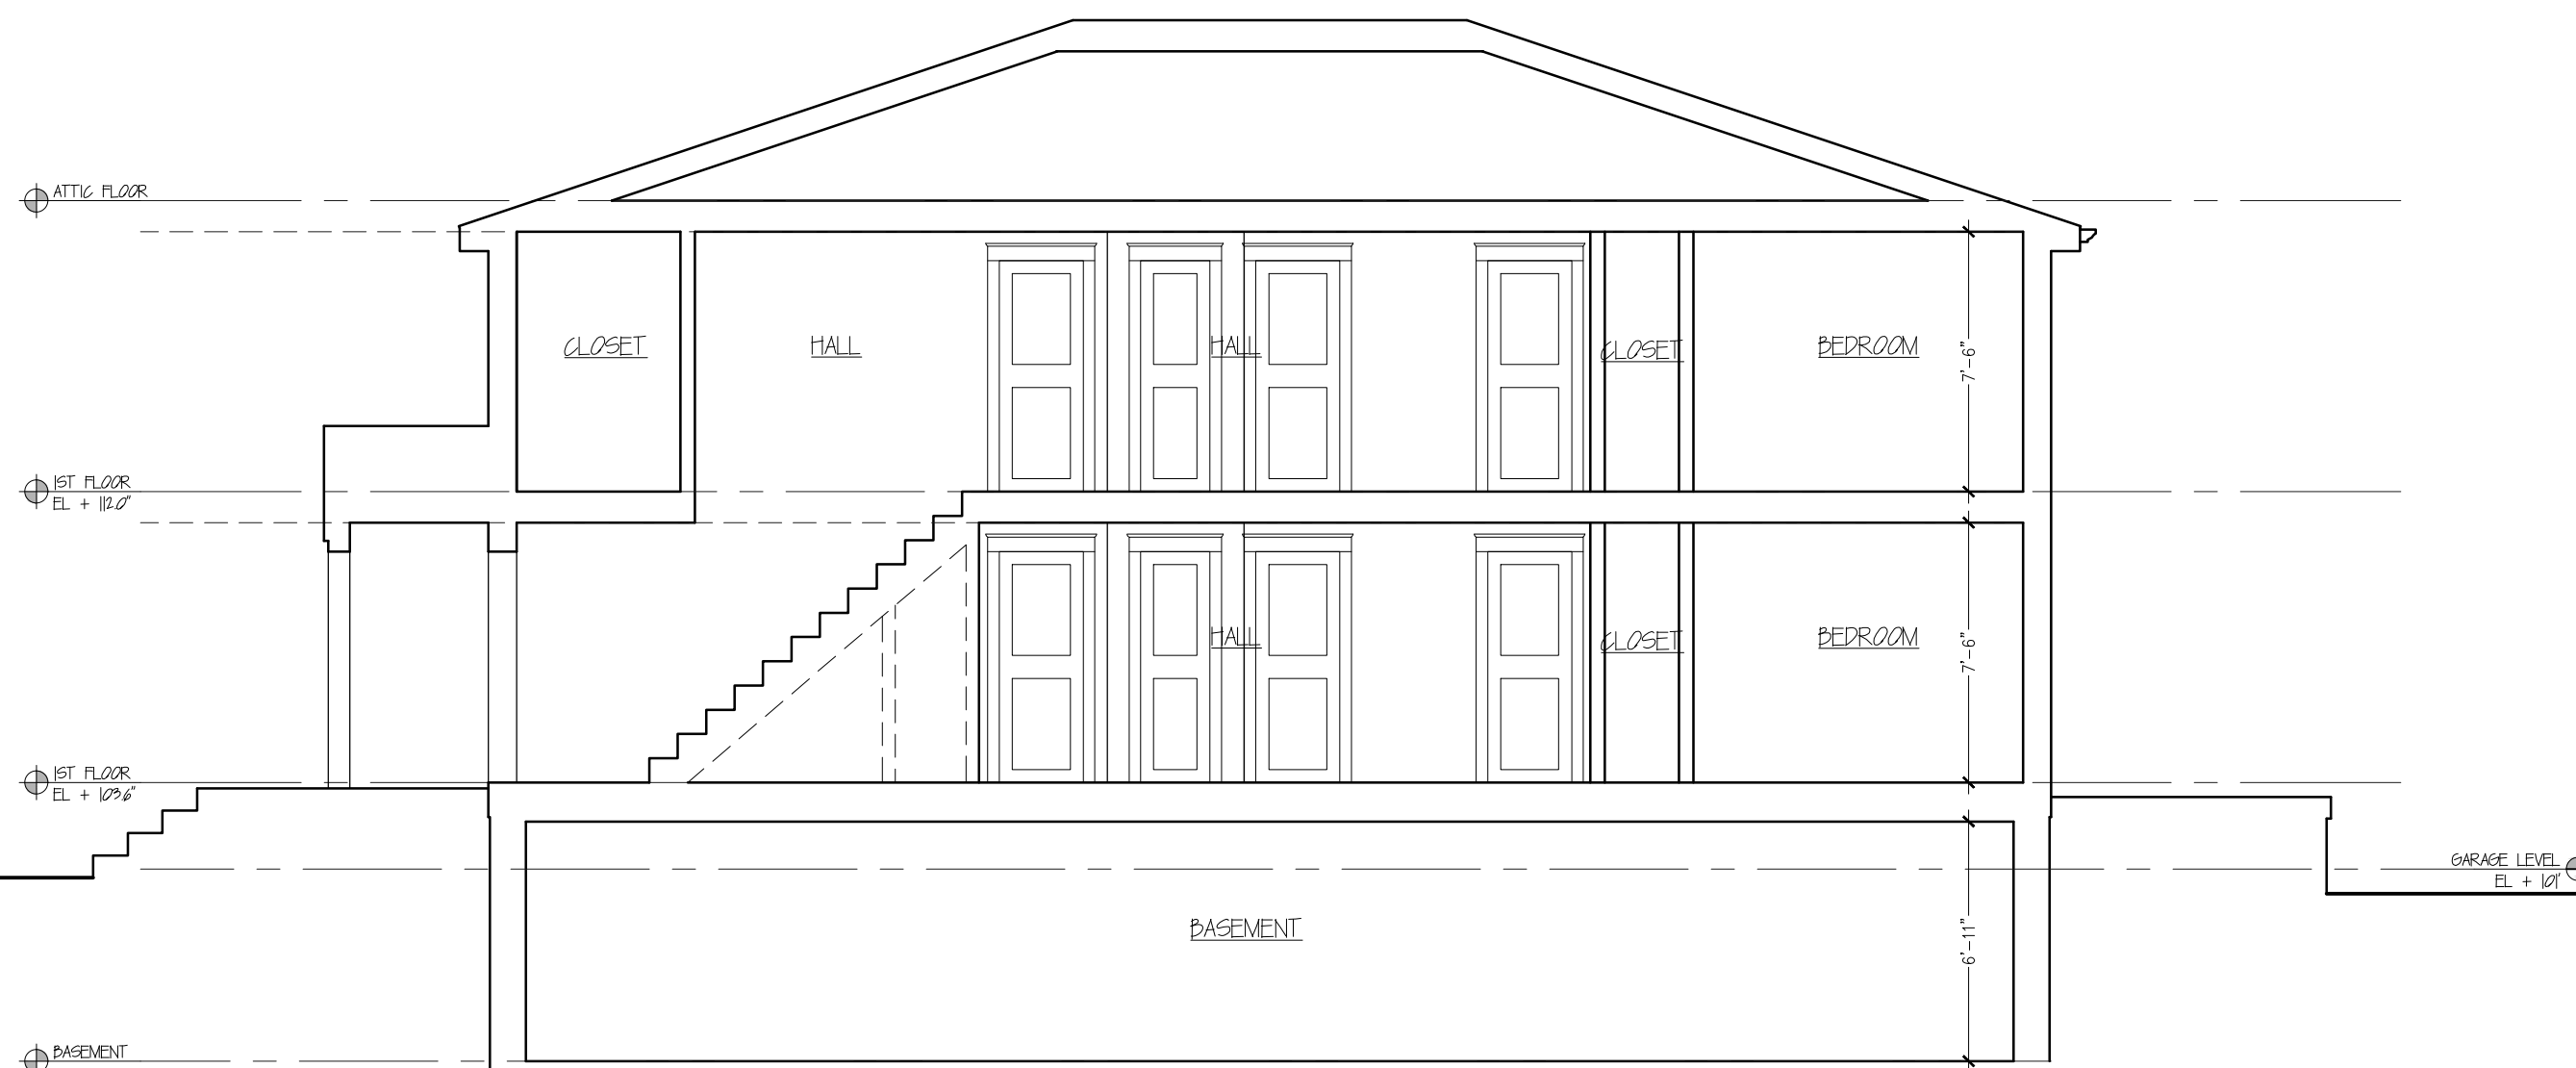 ATTIC FLOOR
CLOSET
HALL
HALL
CLOSET
BEDROOM
7'-6"
1ST FLOOR
EL + 112.0"
HALL
CLOSET
BEDROOM
7'-6"
1ST FLOOR
EL + 103.6"
GARAGE LEVEL
EL + 101'
BASEMENT
6'-11"
BASEMENT